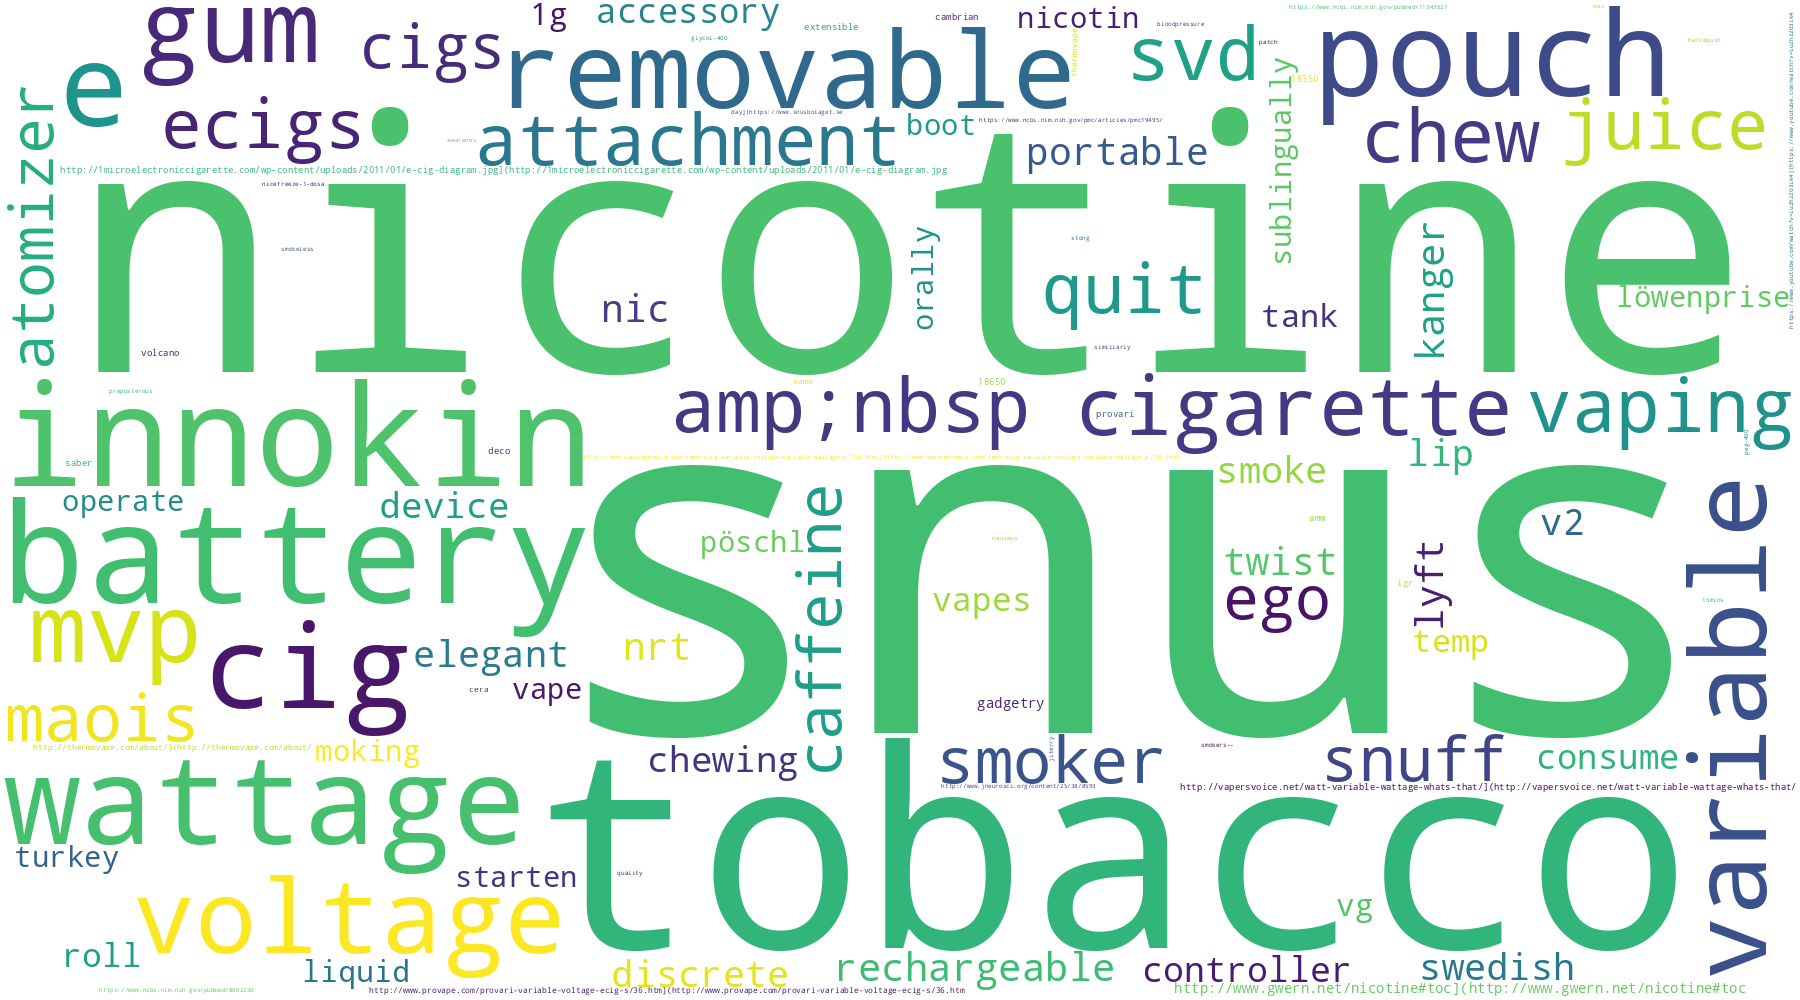 gum
1g
accessory
cambrian
nicotin
https://www.ncbi.nlm.nih.gov/pubmed/11343627
bloodpressure
cigs
extensible
glycol-400
removable
thermovape
svd
patch
pouch
harlequin
e
18350
ecigs
day](https://www.snusbolaget.se
attachment
boot
https://www.ncbi.nlm.nih.gov/pmc/articles/pmc19495/
portable
chew
juice
awarenes
sublingually
atomizer
http://1microelectroniccigarette.com/wp-content/uploads/2011/01/e-cig-diagram.jpg](http://1microelectroniccigarette.com/wp-content/uploads/2011/01/e-cig-diagram.jpg
nicefreeze-1-dosa
nicotine
smokeless
orally
stong
quit
kanger
löwenprise
nic
tank
volcano
similiarly
innokin
preposterous
amp;nbsp
vamo
18650
cigarette
provari
vaping
saber
deco
peg-400
lip
smoke
operate
device
battery
snus
caffeine
pöschl
nauseis
amw
v2
variable
twist
igr
lyft
vapes
ego
15mins
mvp
cig
elegant
nrt
temp
cera
vape
gadgetry
maois
http://thermovape.com/about/](http://thermovape.com/about/
moking
chewing
smoker
smokers--
snuff
consume
http://www.jneurosci.org/content/25/38/8593
http://vapersvoice.net/watt-variable-wattage-whats-that/](http://vapersvoice.net/watt-variable-wattage-whats-that/
wattage
tobacco
turkey
starten
quality
voltage
vg
roll
liquid
discrete
rechargeable
controller
swedish
https://www.ncbi.nlm.nih.gov/pubmed/8602220
http://www.provape.com/provari-variable-voltage-ecig-s/36.htm](http://www.provape.com/provari-variable-voltage-ecig-s/36.htm
http://www.gwern.net/nicotine#toc](http://www.gwern.net/nicotine#toc